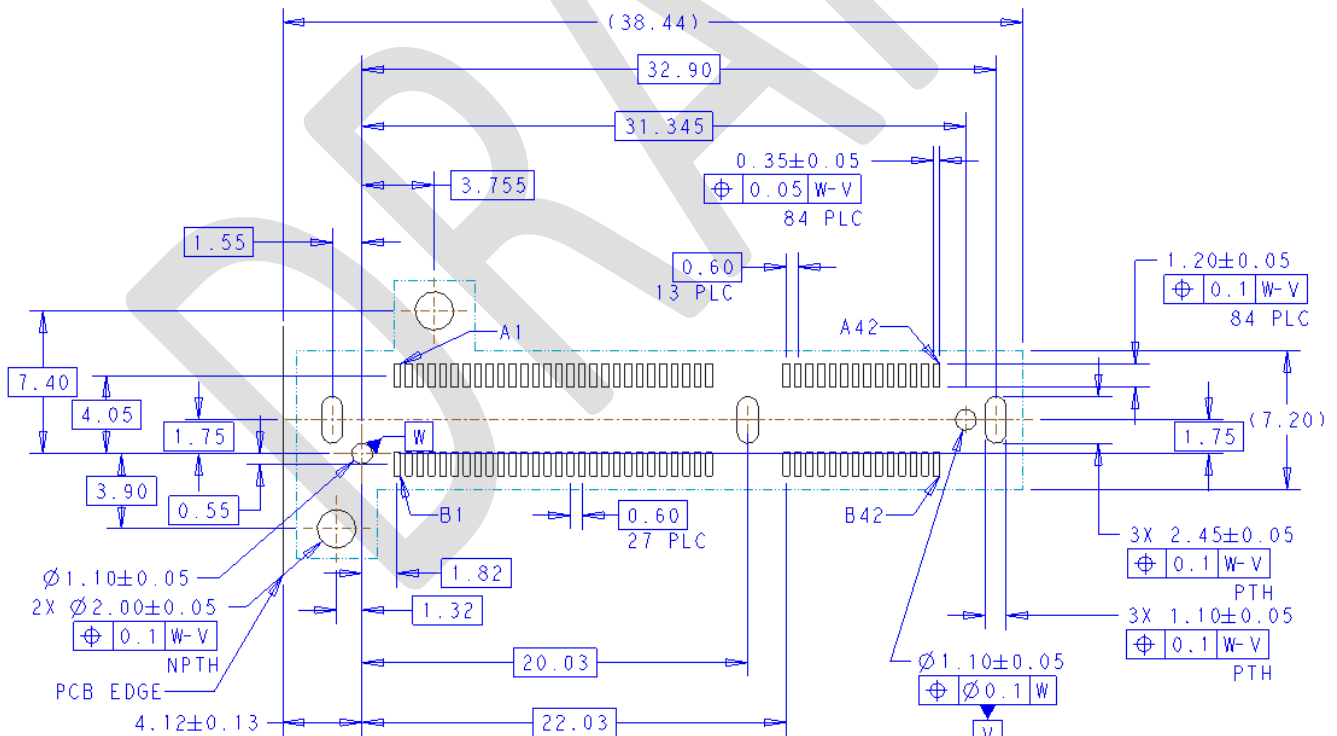 DRA
(38.44)
32.90
31.345
0.35±0.05
⌖ 0.05 W-V
84 PLC
3.755
1.55
0.60
13 PLC
1.20±0.05
⌖ 0.1 W-V
84 PLC
A1
A42
7.40
4.05
1.75
W
1.75
(7.20)
3.90
0.55
B1
0.60
27 PLC
B42
3X 2.45±0.05
⌖ 0.1 W-V
PTH
Ø1.10±0.05
1.82
2X Ø2.00±0.05
1.32
⌖ 0.1 W-V
NPTH
3X 1.10±0.05
⌖ 0.1 W-V
PTH
20.03
Ø1.10±0.05
⌖ Ø0.1 W
PCB EDGE
4.12±0.13
22.03
V